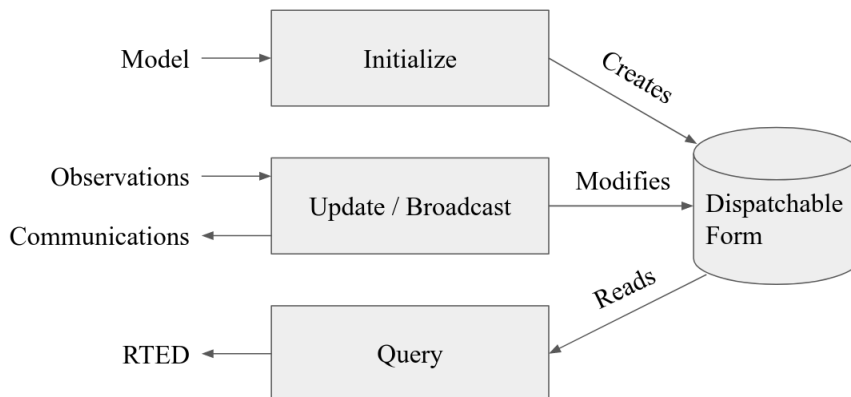 Model
Initialize
Creates
Observations
Communications
Update / Broadcast
Modifies
Dispatchable
Form
Reads
RTED
Query